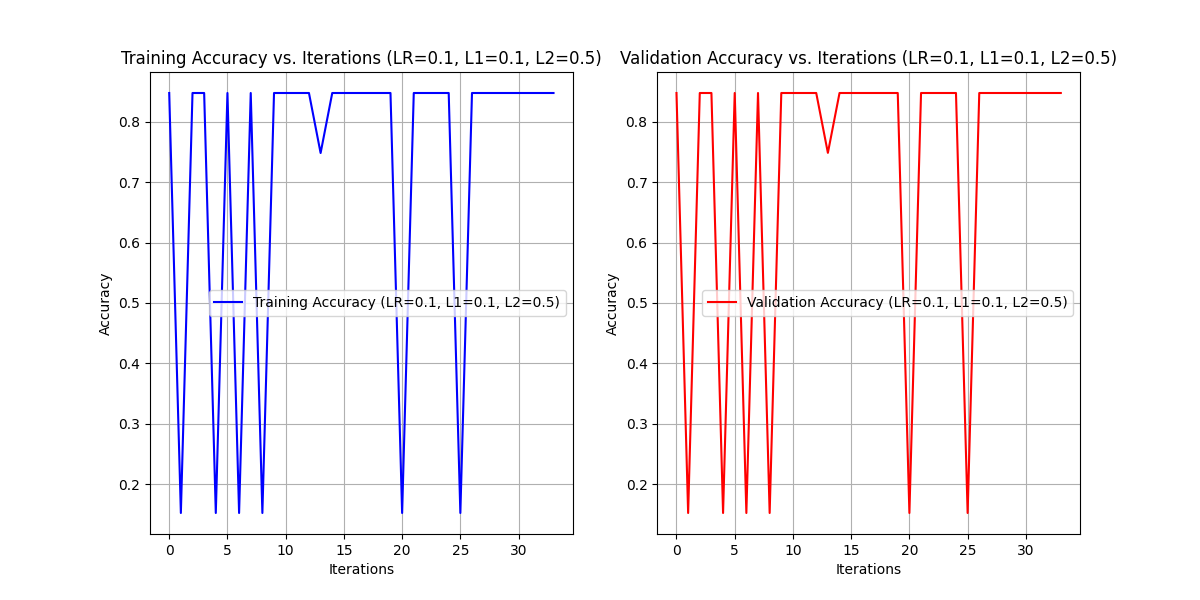 Training Accuracy vs. Iterations (LR=0.1, L1=0.1, L2=0.5)
Accuracy
0.8
0.7
0.6
0.5
0.4
0.3
0.2
Training Accuracy (LR=0.1, L1=0.1, L2=0.5)
0 5 10 15 20 25 30
Iterations
Validation Accuracy vs. Iterations (LR=0.1, L1=0.1, L2=0.5)
Accuracy
0.8
0.7
0.6
0.5
0.4
0.3
0.2
Validation Accuracy (LR=0.1, L1=0.1, L2=0.5)
0 5 10 15 20 25 30
Iterations